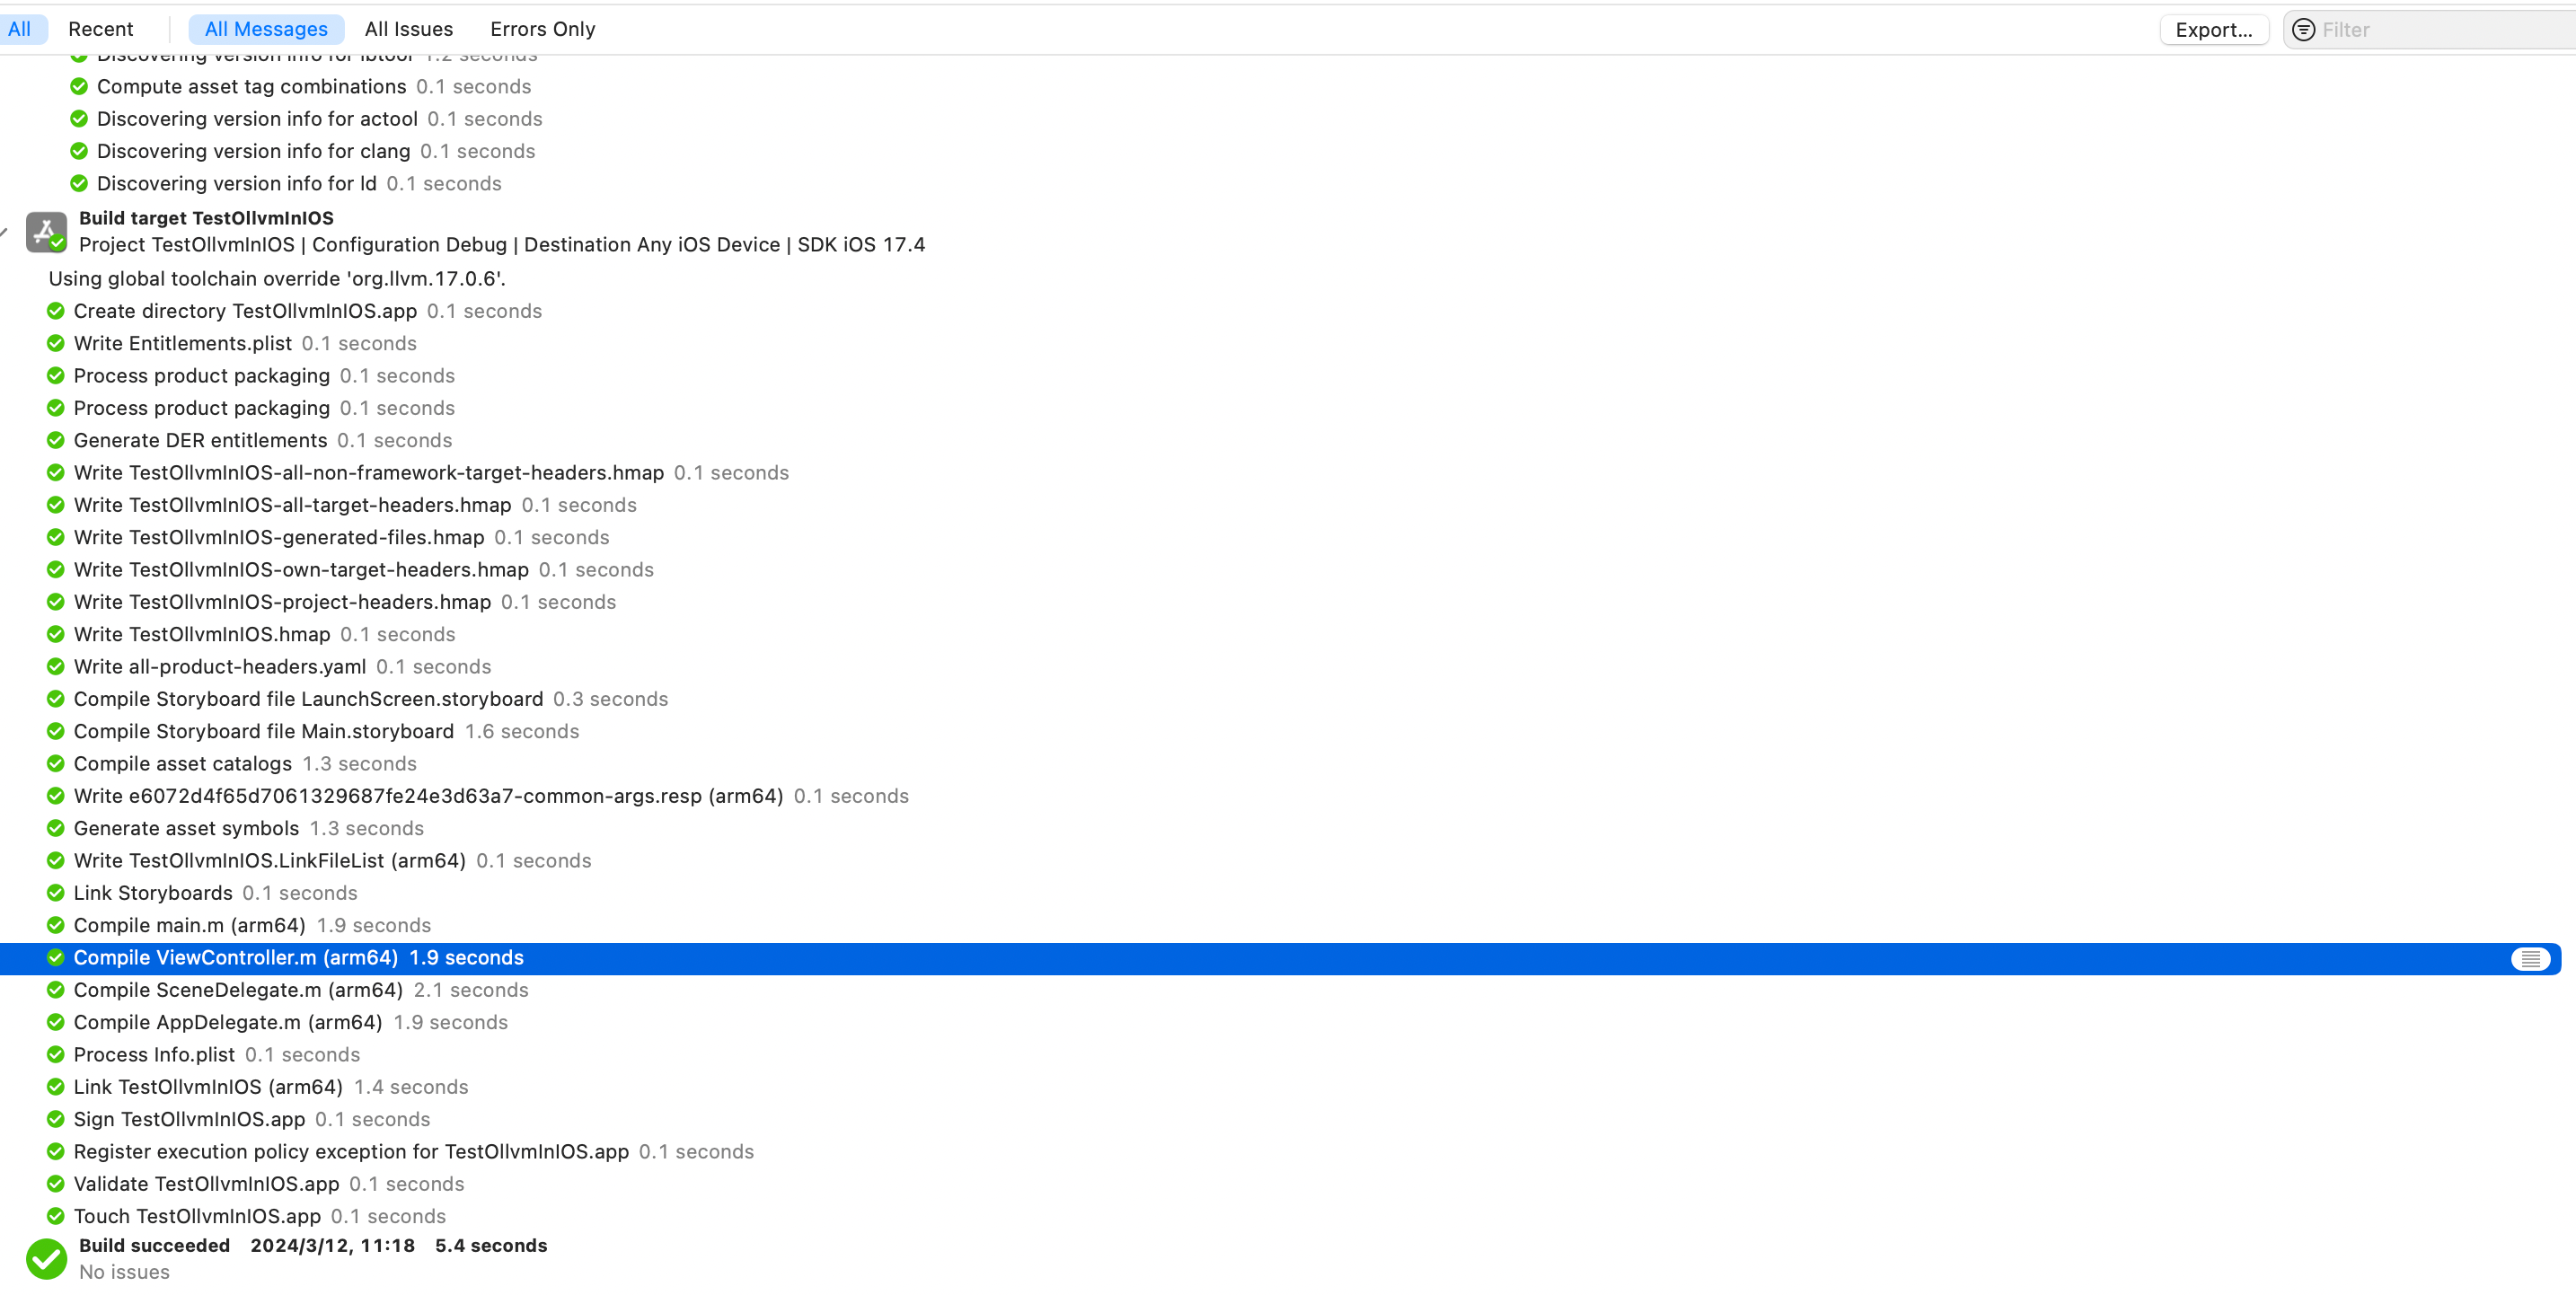 All Recent All Messages All Issues Errors Only Export... Filter
Discovering version info for ibtool 1.2 seconds
Compute asset tag combinations 0.1 seconds
Discovering version info for actool 0.1 seconds
Discovering version info for clang 0.1 seconds
Discovering version info for ld 0.1 seconds
Build target TestOllvmInIOS
Project TestOllvmInIOS | Configuration Debug | Destination Any iOS Device | SDK iOS 17.4
Using global toolchain override 'org.llvm.17.0.6'.
Create directory TestOllvmInIOS.app 0.1 seconds
Write Entitlements.plist 0.1 seconds
Process product packaging 0.1 seconds
Process product packaging 0.1 seconds
Generate DER entitlements 0.1 seconds
Write TestOllvmInIOS-all-non-framework-target-headers.hmap 0.1 seconds
Write TestOllvmInIOS-all-target-headers.hmap 0.1 seconds
Write TestOllvmInIOS-generated-files.hmap 0.1 seconds
Write TestOllvmInIOS-own-target-headers.hmap 0.1 seconds
Write TestOllvmInIOS-project-headers.hmap 0.1 seconds
Write TestOllvmInIOS.hmap 0.1 seconds
Write all-product-headers.yaml 0.1 seconds
Compile Storyboard file LaunchScreen.storyboard 0.3 seconds
Compile Storyboard file Main.storyboard 1.6 seconds
Compile asset catalogs 1.3 seconds
Write e6072d4f65d7061329687fe24e3d63a7-common-args.resp (arm64) 0.1 seconds
Generate asset symbols 1.3 seconds
Write TestOllvmInIOS.LinkFileList (arm64) 0.1 seconds
Link Storyboards 0.1 seconds
Compile main.m (arm64) 1.9 seconds
Compile ViewController.m (arm64) 1.9 seconds
Compile SceneDelegate.m (arm64) 2.1 seconds
Compile AppDelegate.m (arm64) 1.9 seconds
Process Info.plist 0.1 seconds
Link TestOllvmInIOS (arm64) 1.4 seconds
Sign TestOllvmInIOS.app 0.1 seconds
Register execution policy exception for TestOllvmInIOS.app 0.1 seconds
Validate TestOllvmInIOS.app 0.1 seconds
Touch TestOllvmInIOS.app 0.1 seconds
Build succeeded 2024/3/12, 11:18 5.4 seconds
No issues